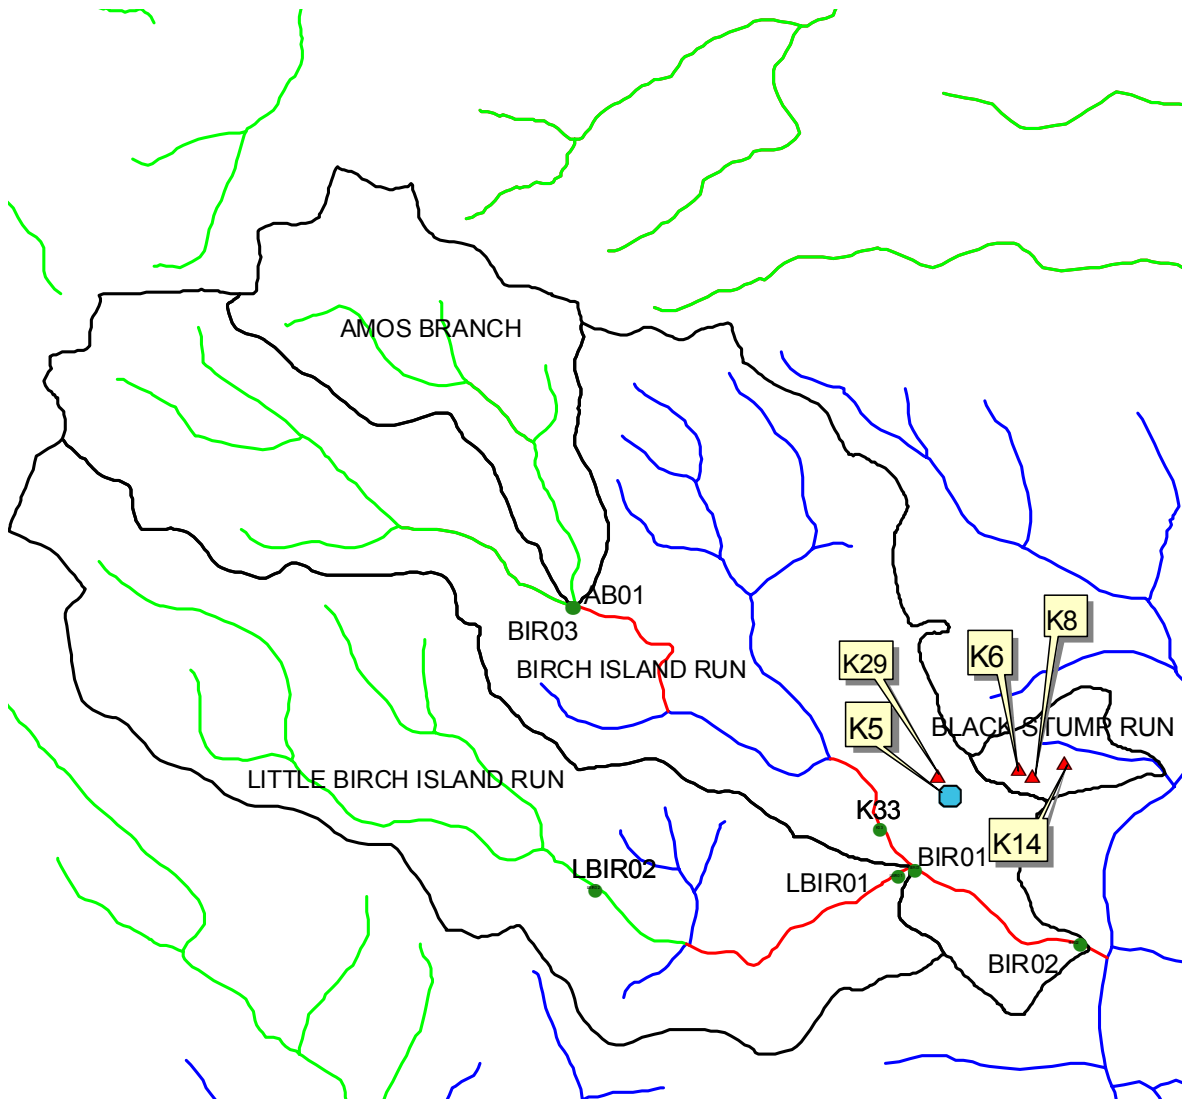 AMOS BRANCH
AB01
BIR03
K8
K6
K29
BIRCH ISLAND RUN
K5
BLACK STUMP RUN
LITTLE BIRCH ISLAND RUN
K33
K14
BIR01
LBIR02
LBIR01
BIR02